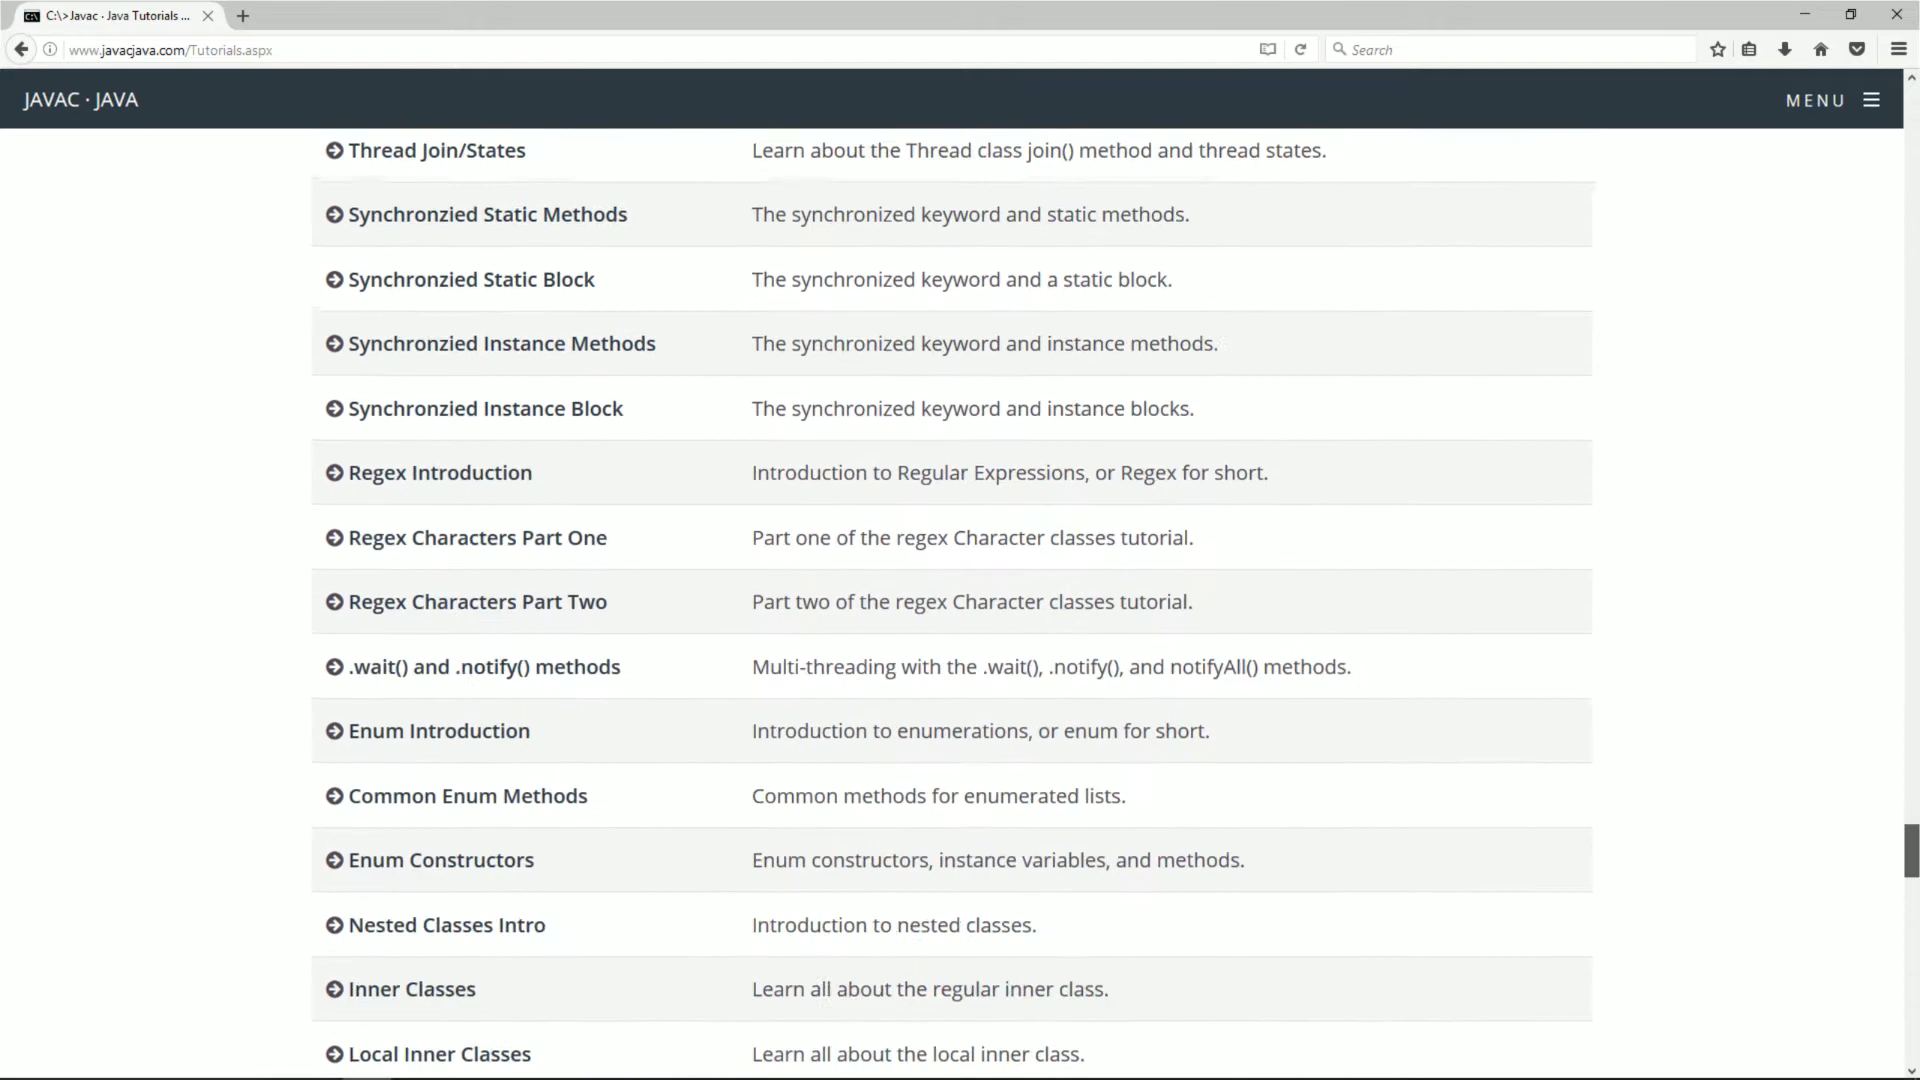 C:\>Javac · Java Tutorials ...
www.javacjava.com/Tutorials.aspx
Search
JAVAC · JAVA
MENU
Thread Join/States Learn about the Thread class join() method and thread states.
Synchronzied Static Methods The synchronized keyword and static methods.
Synchronzied Static Block The synchronized keyword and a static block.
Synchronzied Instance Methods The synchronized keyword and instance methods.
Synchronzied Instance Block The synchronized keyword and instance blocks.
Regex Introduction Introduction to Regular Expressions, or Regex for short.
Regex Characters Part One Part one of the regex Character classes tutorial.
Regex Characters Part Two Part two of the regex Character classes tutorial.
.wait() and .notify() methods Multi-threading with the .wait(), .notify(), and notifyAll() methods.
Enum Introduction Introduction to enumerations, or enum for short.
Common Enum Methods Common methods for enumerated lists.
Enum Constructors Enum constructors, instance variables, and methods.
Nested Classes Intro Introduction to nested classes.
Inner Classes Learn all about the regular inner class.
Local Inner Classes Learn all about the local inner class.